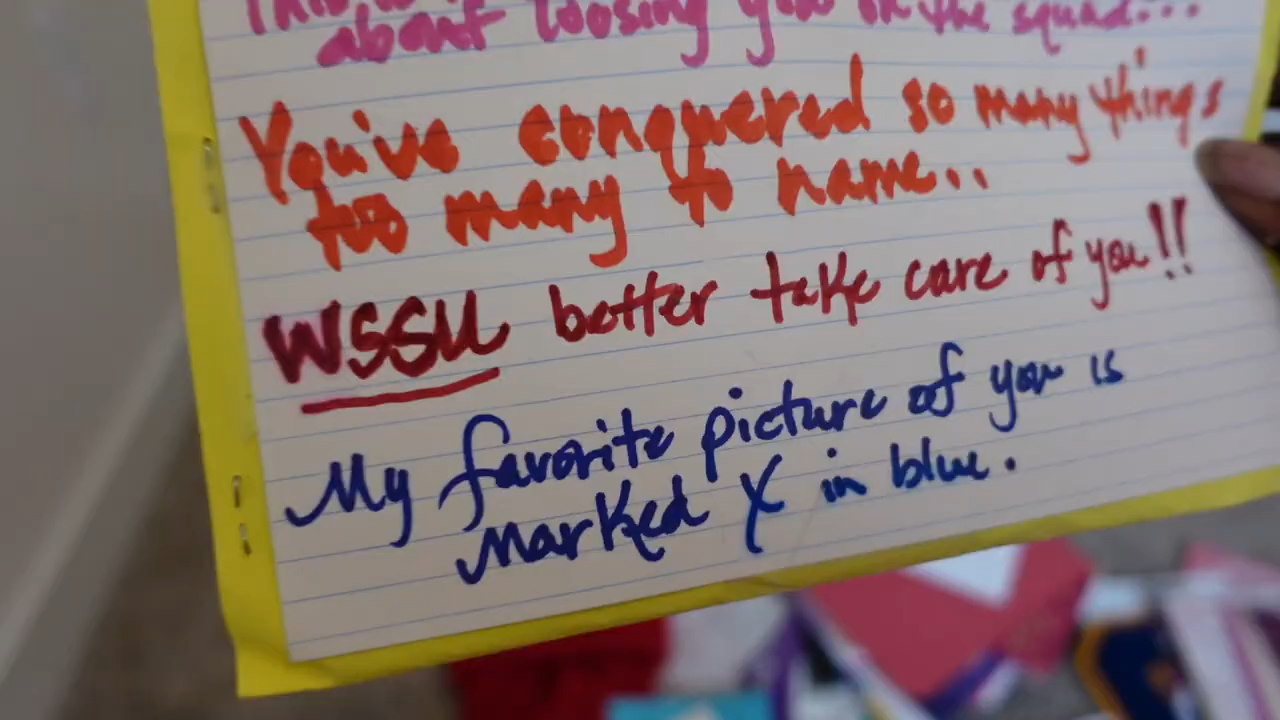 about loosing you in the squad...
You've conquered so many things
too many to name..
WSSU better take care of you!!
My favorite picture of you is
marked X in blue.